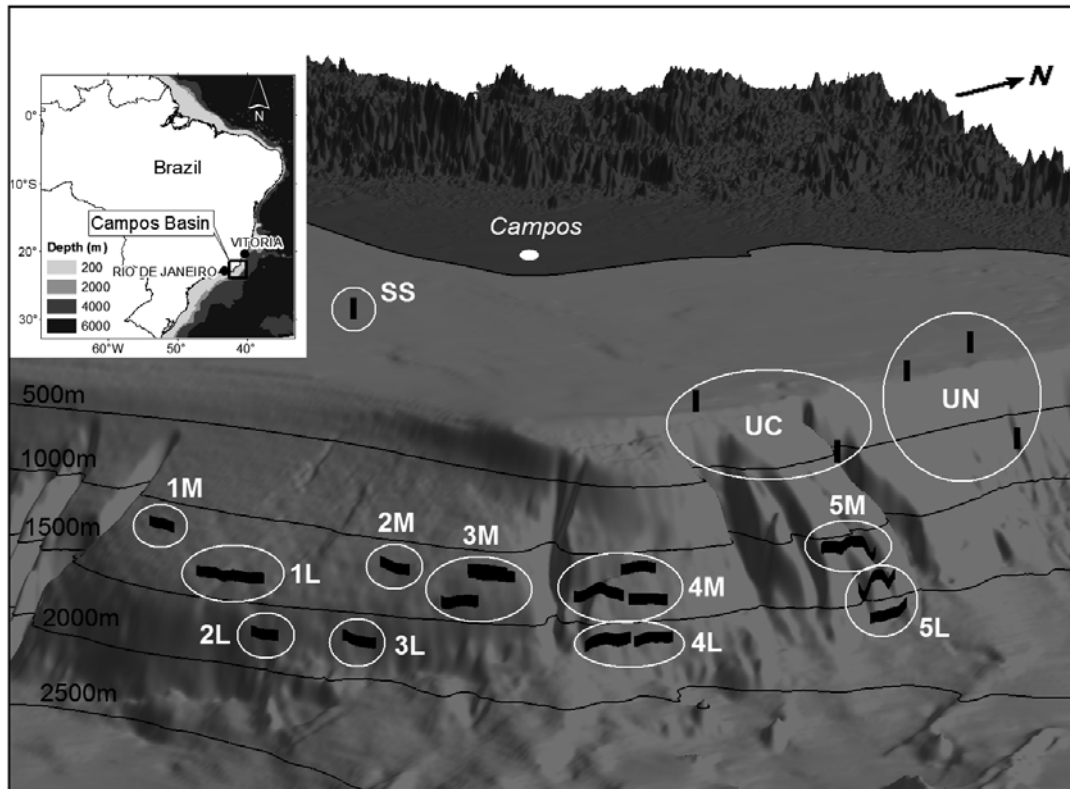 N
0°
10°S
20°
30°
60°W
50°
40°
N
Brazil
Campos Basin
VITORIA
RIO DE JANEIRO
Depth (m)
200
2000
4000
6000
Campos
SS
UC
UN
500m
1000m
1500m
2000m
2500m
1M
2M
3M
5M
1L
4M
2L
3L
4L
5L